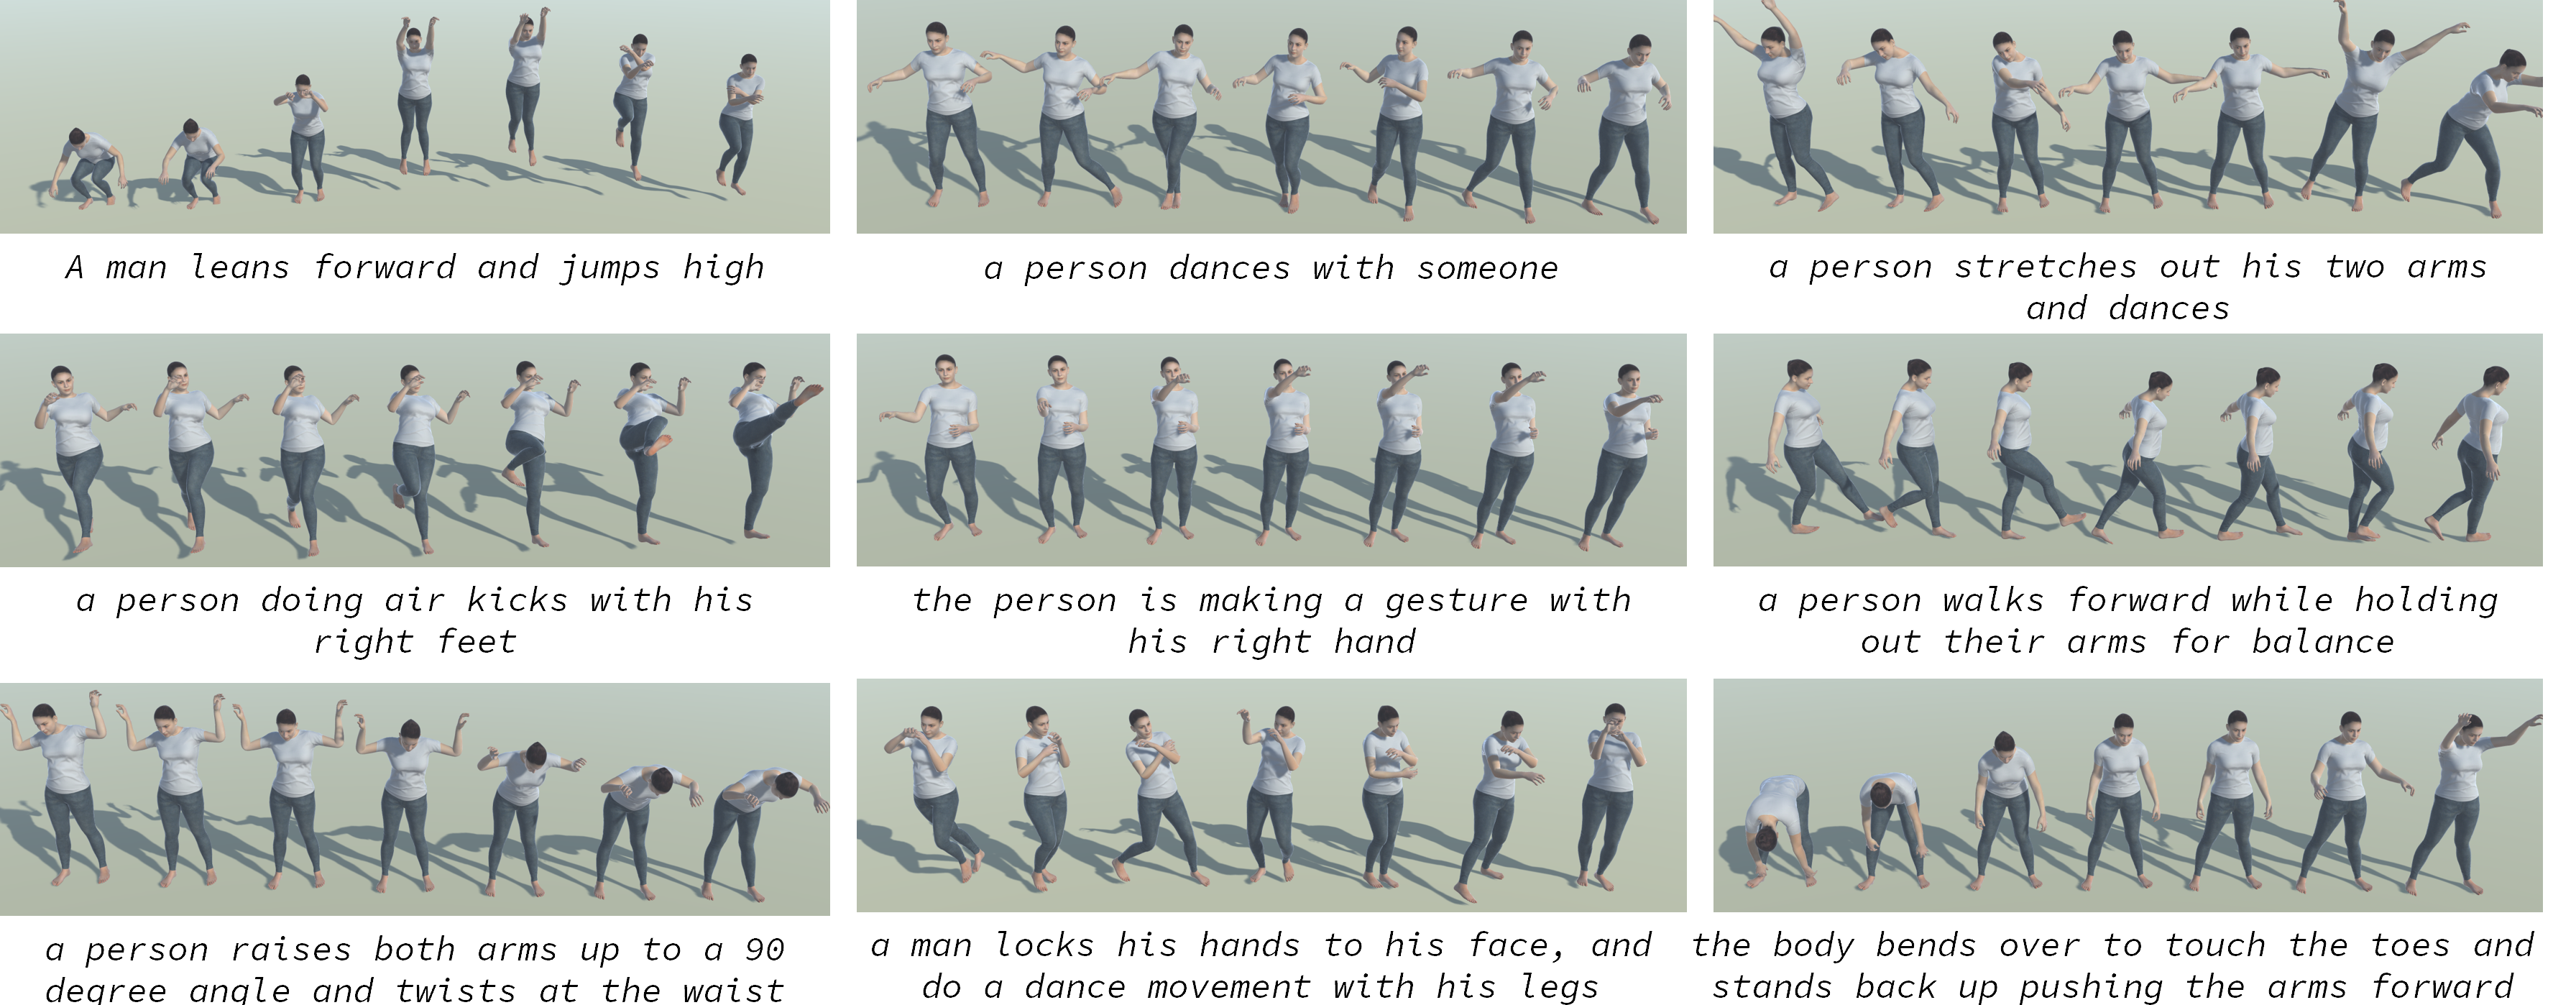 A man leans forward and jumps high
a person dances with someone
a person stretches out his two arms
and dances
a person doing air kicks with his
right feet
the person is making a gesture with
his right hand
a person walks forward while holding
out their arms for balance
a person raises both arms up to a 90
degree angle and twists at the waist
a man locks his hands to his face, and
do a dance movement with his legs
the body bends over to touch the toes and
stands back up pushing the arms forward